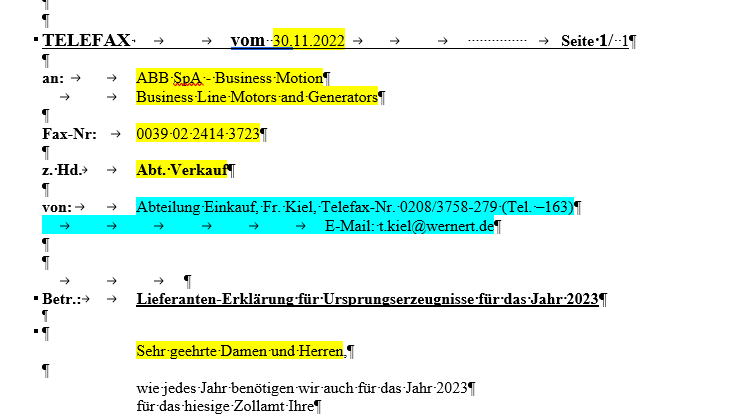 TELEFAX vom 30.11.2022 Seite 1/ 1
an: ABB SpA - Business Motion
Business Line Motors and Generators
Fax-Nr: 0039 02 2414 3723
z. Hd. Abt. Verkauf
von: Abteilung Einkauf, Fr. Kiel, Telefax-Nr. 0208/3758-279 (Tel. –163)
E-Mail: t.kiel@wernert.de
Betr.: Lieferanten-Erklärung für Ursprungserzeugnisse für das Jahr 2023
Sehr geehrte Damen und Herren,
wie jedes Jahr benötigen wir auch für das Jahr 2023
für das hiesige Zollamt Ihre